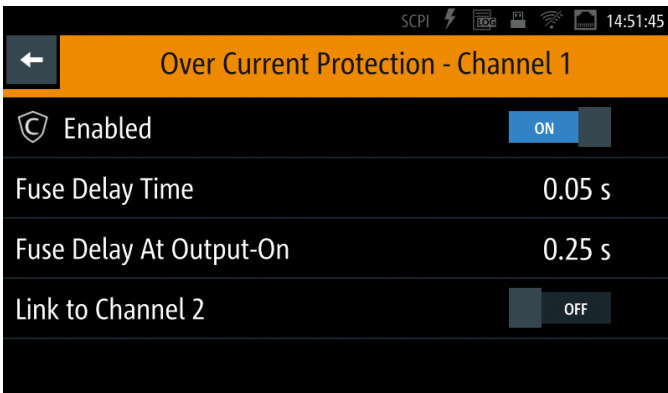 SCPI LOG 14:51:45
Over Current Protection - Channel 1
C Enabled ON
Fuse Delay Time 0.05 s
Fuse Delay At Output-On 0.25 s
Link to Channel 2 OFF